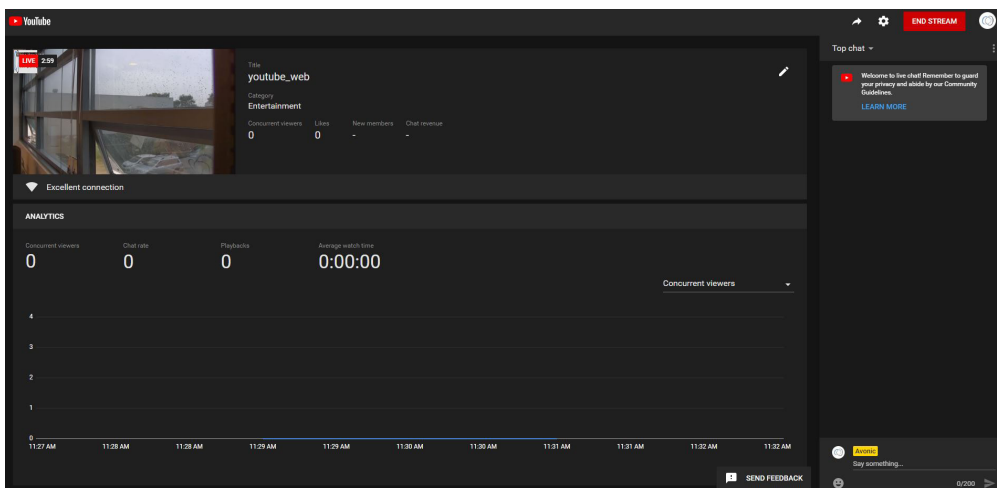 YouTube
END STREAM
LIVE 2:59
Title
youtube_web
Category
Entertainment
Concurrent viewers Likes New members Chat revenue
0 0 - -
Excellent connection
ANALYTICS
Concurrent viewers Chat rate Playbacks Average watch time
0 0 0 0:00:00
Concurrent viewers
4
3
2
1
0
11:27 AM 11:28 AM 11:28 AM 11:29 AM 11:29 AM 11:30 AM 11:30 AM 11:31 AM 11:31 AM 11:32 AM 11:32 AM
SEND FEEDBACK
Top chat
Welcome to live chat! Remember to guard
your privacy and abide by our Community
Guidelines.
LEARN MORE
Avonic
Say something...
0/200